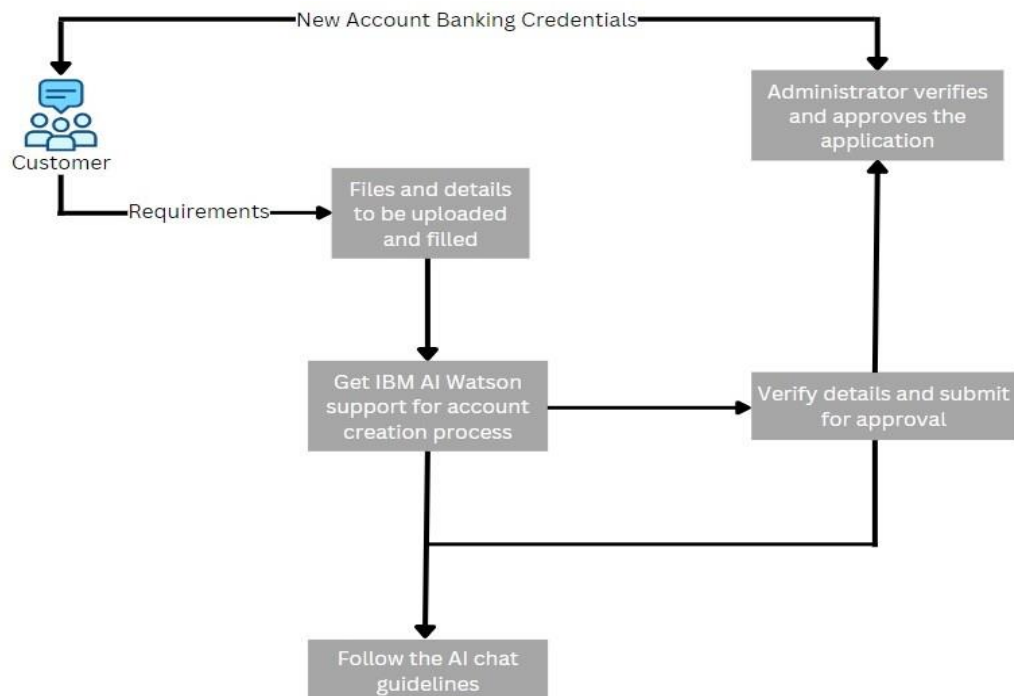 New Account Banking Credentials
Administrator verifies
and approves the
application
Customer
Requirements
Files and details
to be uploaded
and filled
Get IBM AI Watson
support for account
creation process
Verify details and submit
for approval
Follow the AI chat
guidelines